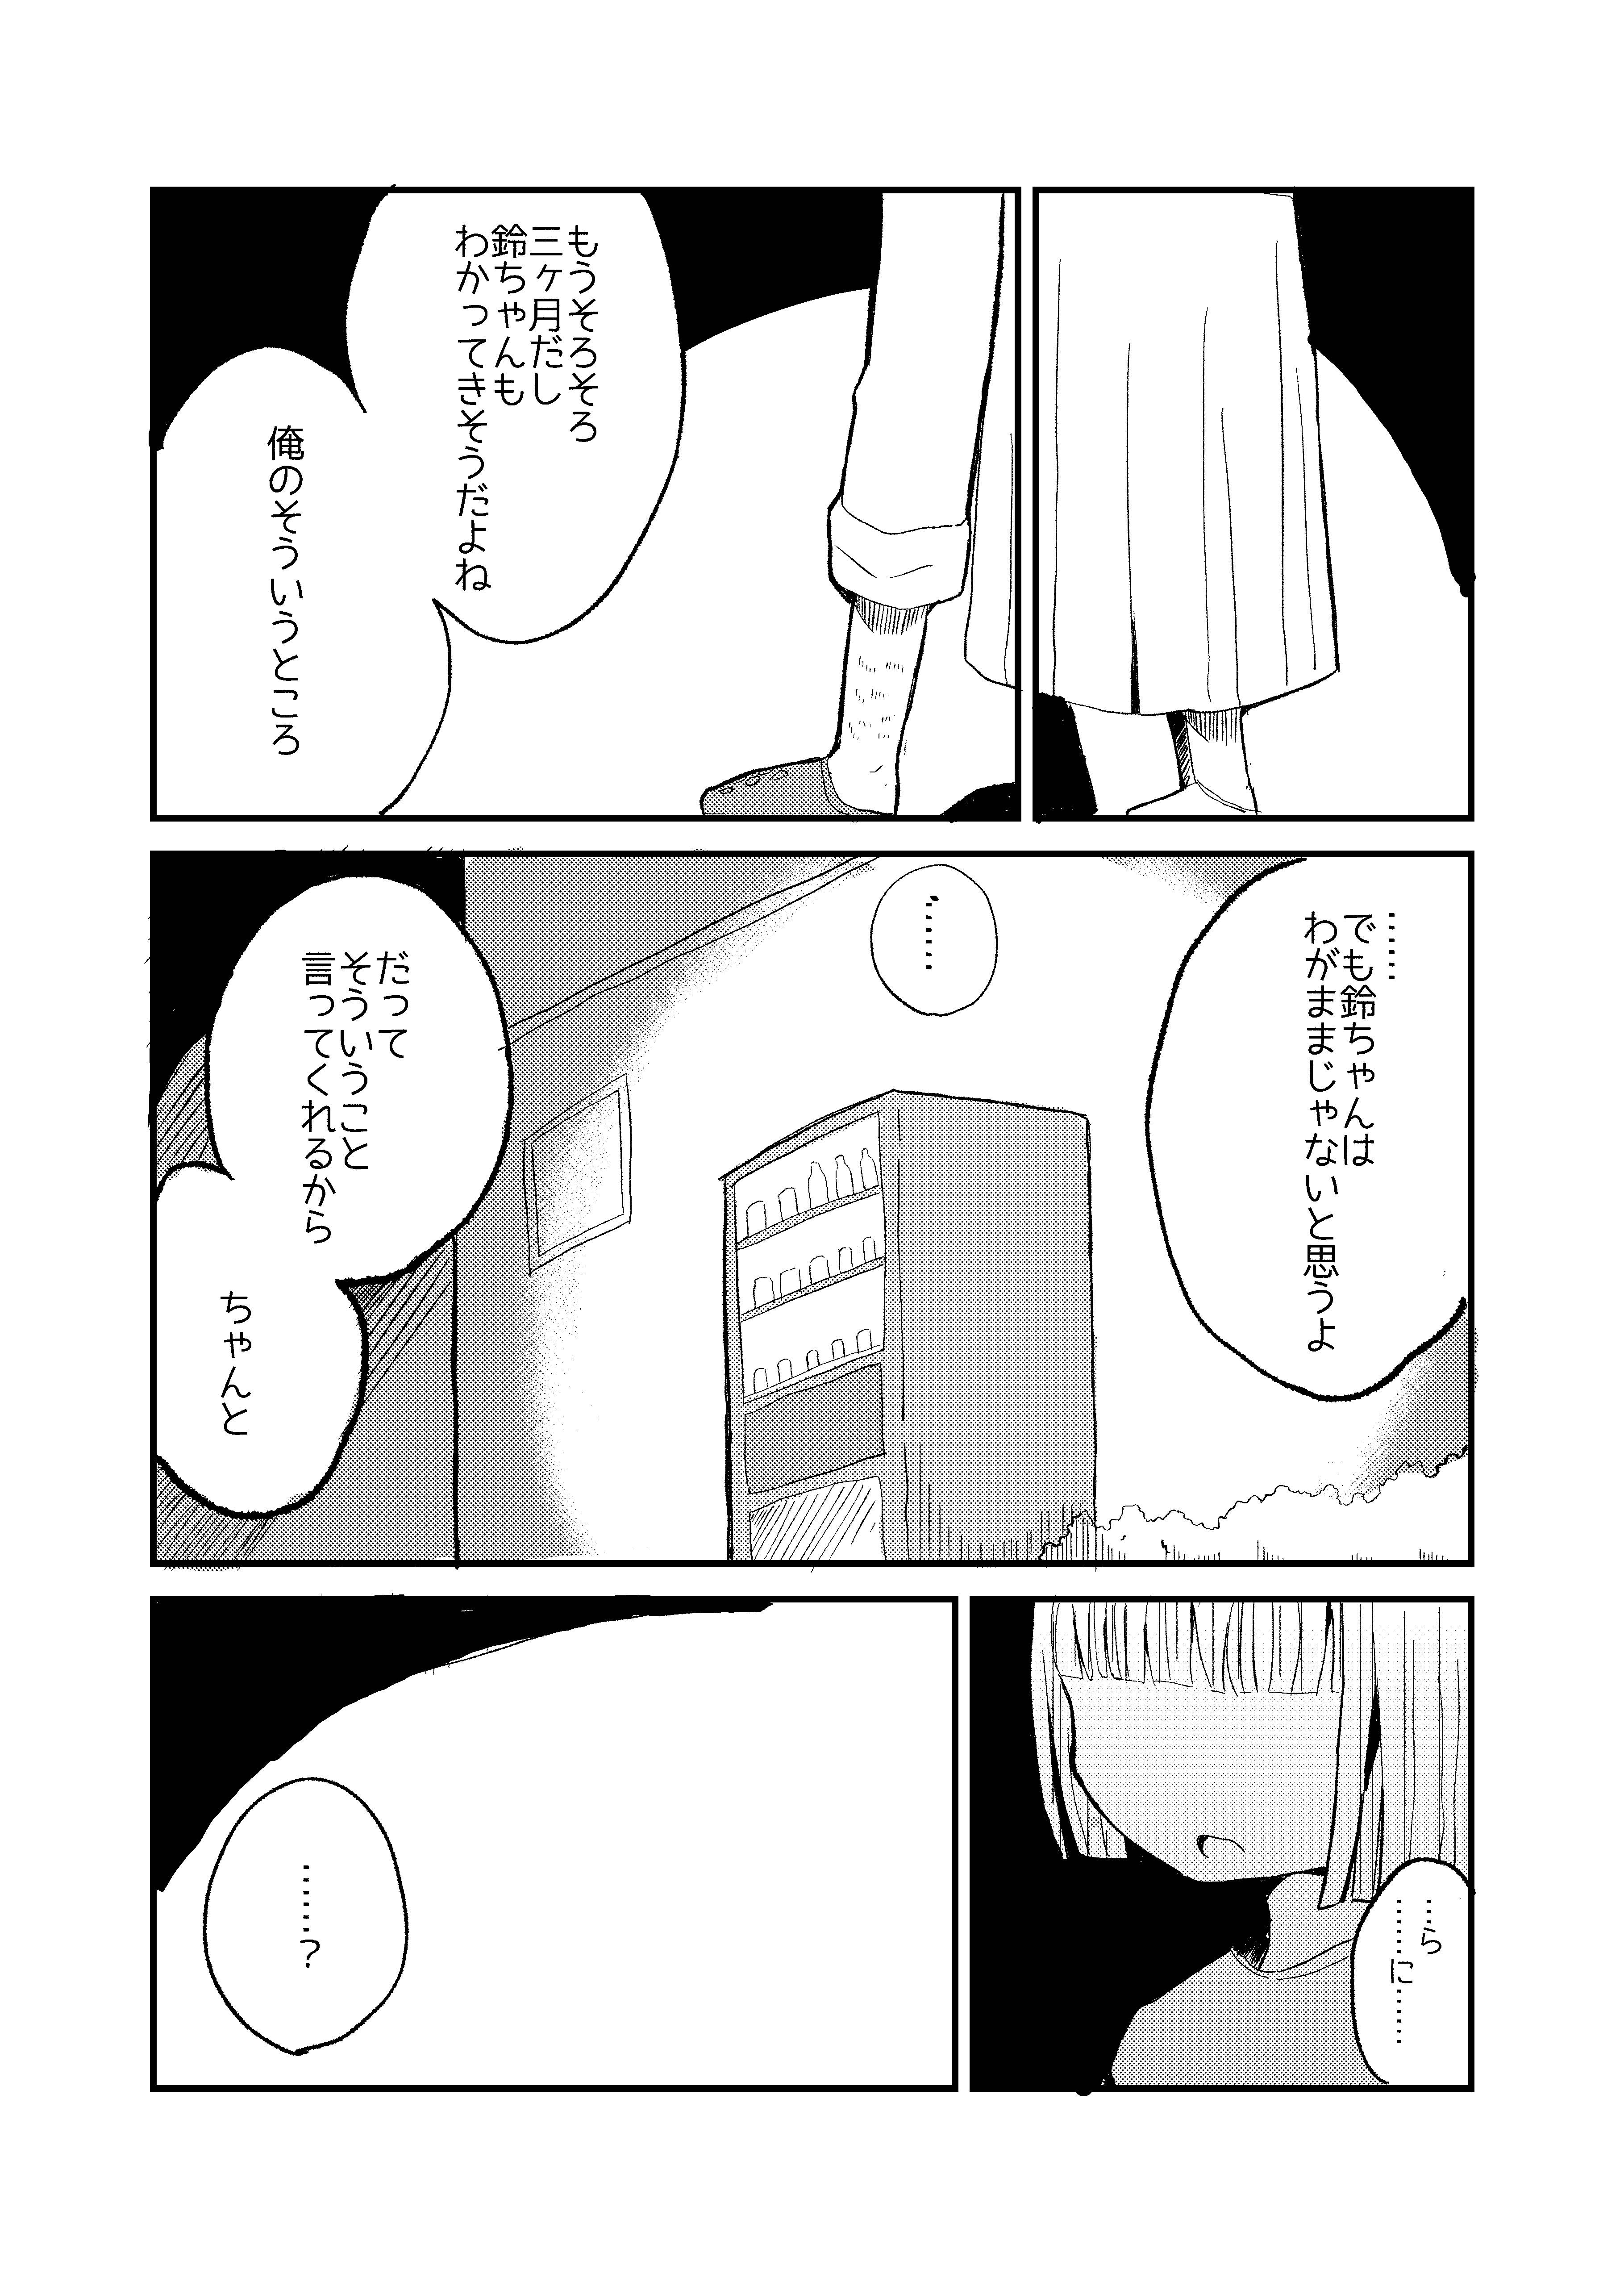 もうそろそろ
三ヶ月だし
鈴ちゃんも
わかってきそうだよね
俺のそういうところ
……
でも鈴ちゃんは
わがままじゃないと思うよ
……
だって
そういうこと
言ってくれるから
ちゃんと
…ら
……に……
……?